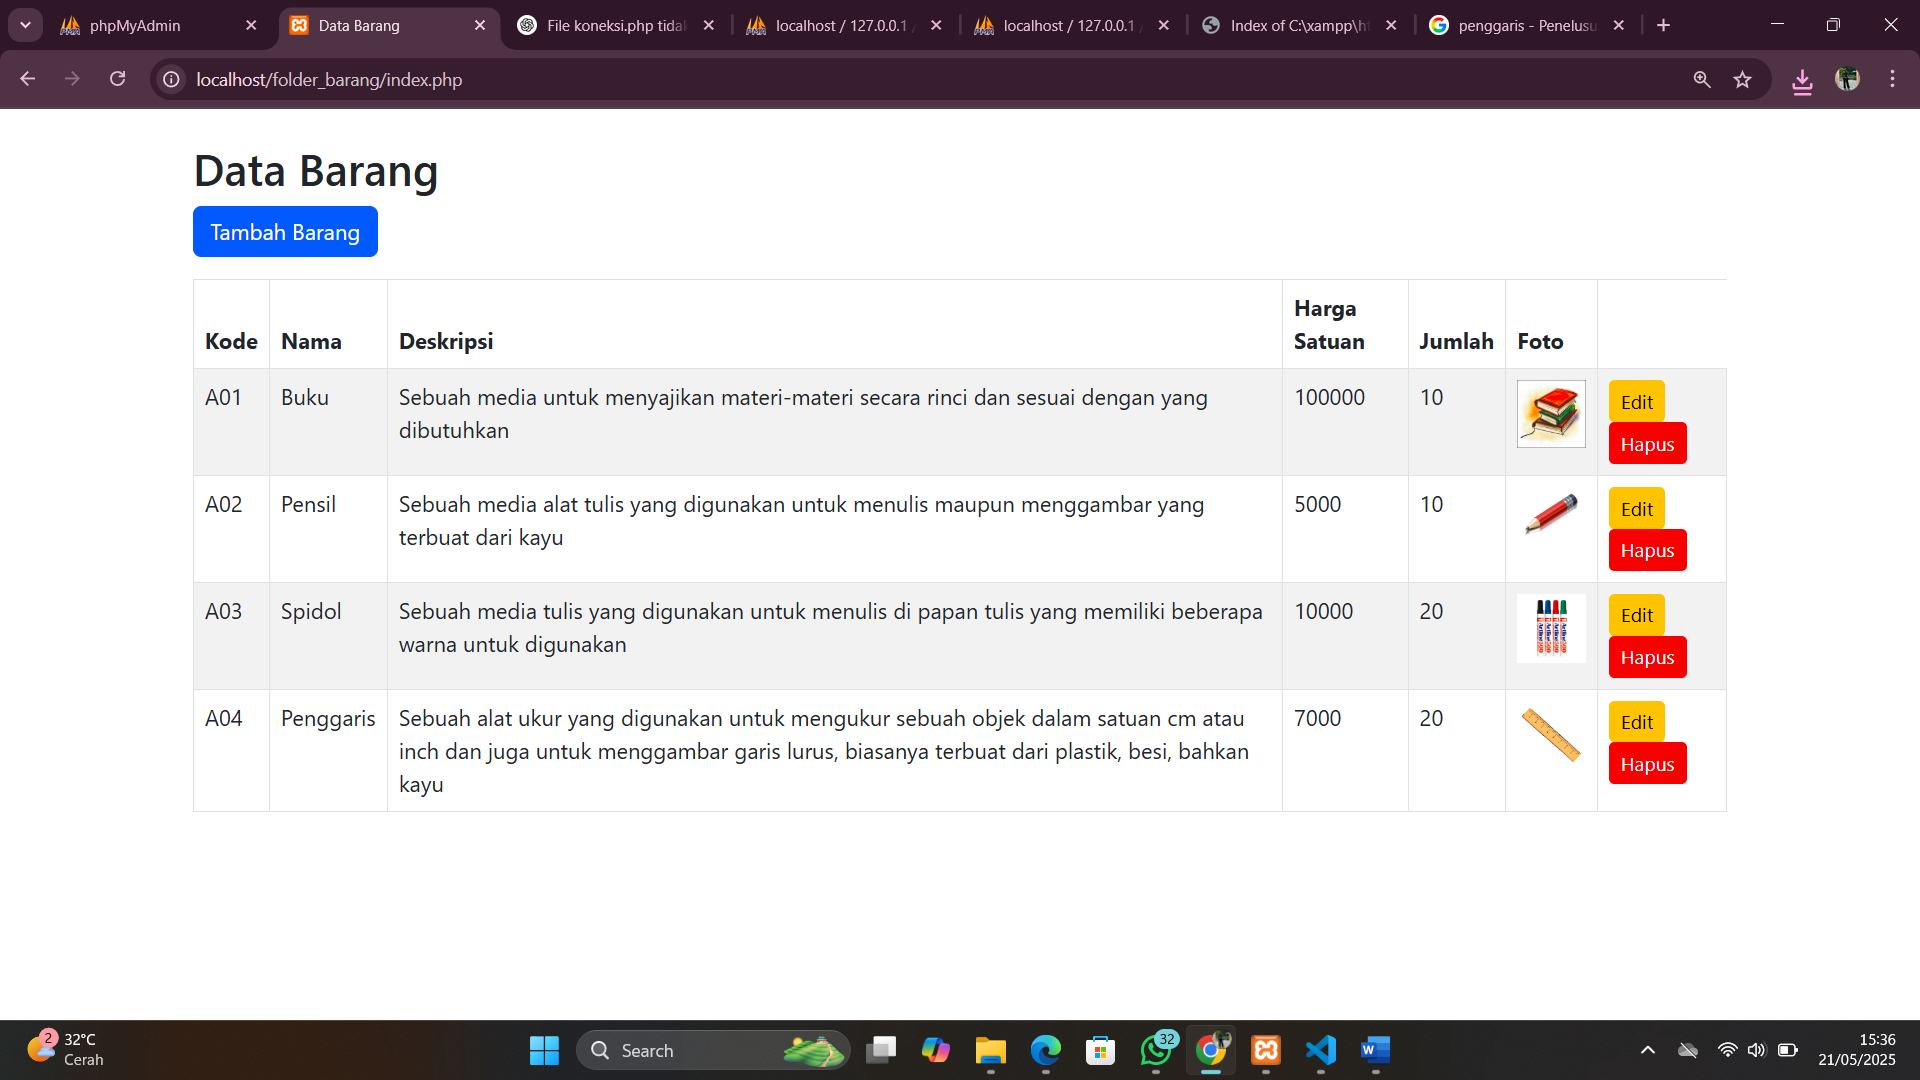 phpMyAdmin
Data Barang
File koneksi.php tidak
localhost / 127.0.0.1 /
localhost / 127.0.0.1 /
Index of C:\xampp\ht
penggaris - Penelusu
localhost/folder_barang/index.php
Data Barang
Tambah Barang
Kode Nama Deskripsi Harga Satuan Jumlah Foto
A01 Buku Sebuah media untuk menyajikan materi-materi secara rinci dan sesuai dengan yang 100000 10 Edit
dibutuhkan Hapus
A02 Pensil Sebuah media alat tulis yang digunakan untuk menulis maupun menggambar yang 5000 10 Edit
terbuat dari kayu Hapus
A03 Spidol Sebuah media tulis yang digunakan untuk menulis di papan tulis yang memiliki beberapa 10000 20 Edit
warna untuk digunakan Hapus
A04 Penggaris Sebuah alat ukur yang digunakan untuk mengukur sebuah objek dalam satuan cm atau 7000 20 Edit
inch dan juga untuk menggambar garis lurus, biasanya terbuat dari plastik, besi, bahkan Hapus
kayu
2
32°C
Cerah
Search
32
15:36
21/05/2025